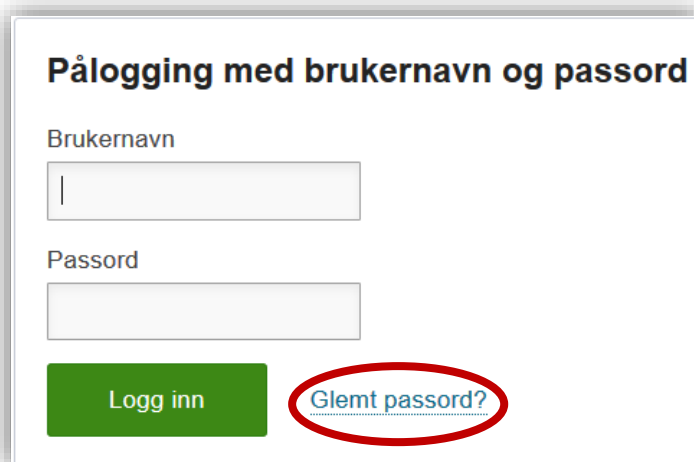 Pålogging med brukernavn og passord
Brukernavn
Passord
Logg inn Glemt passord?